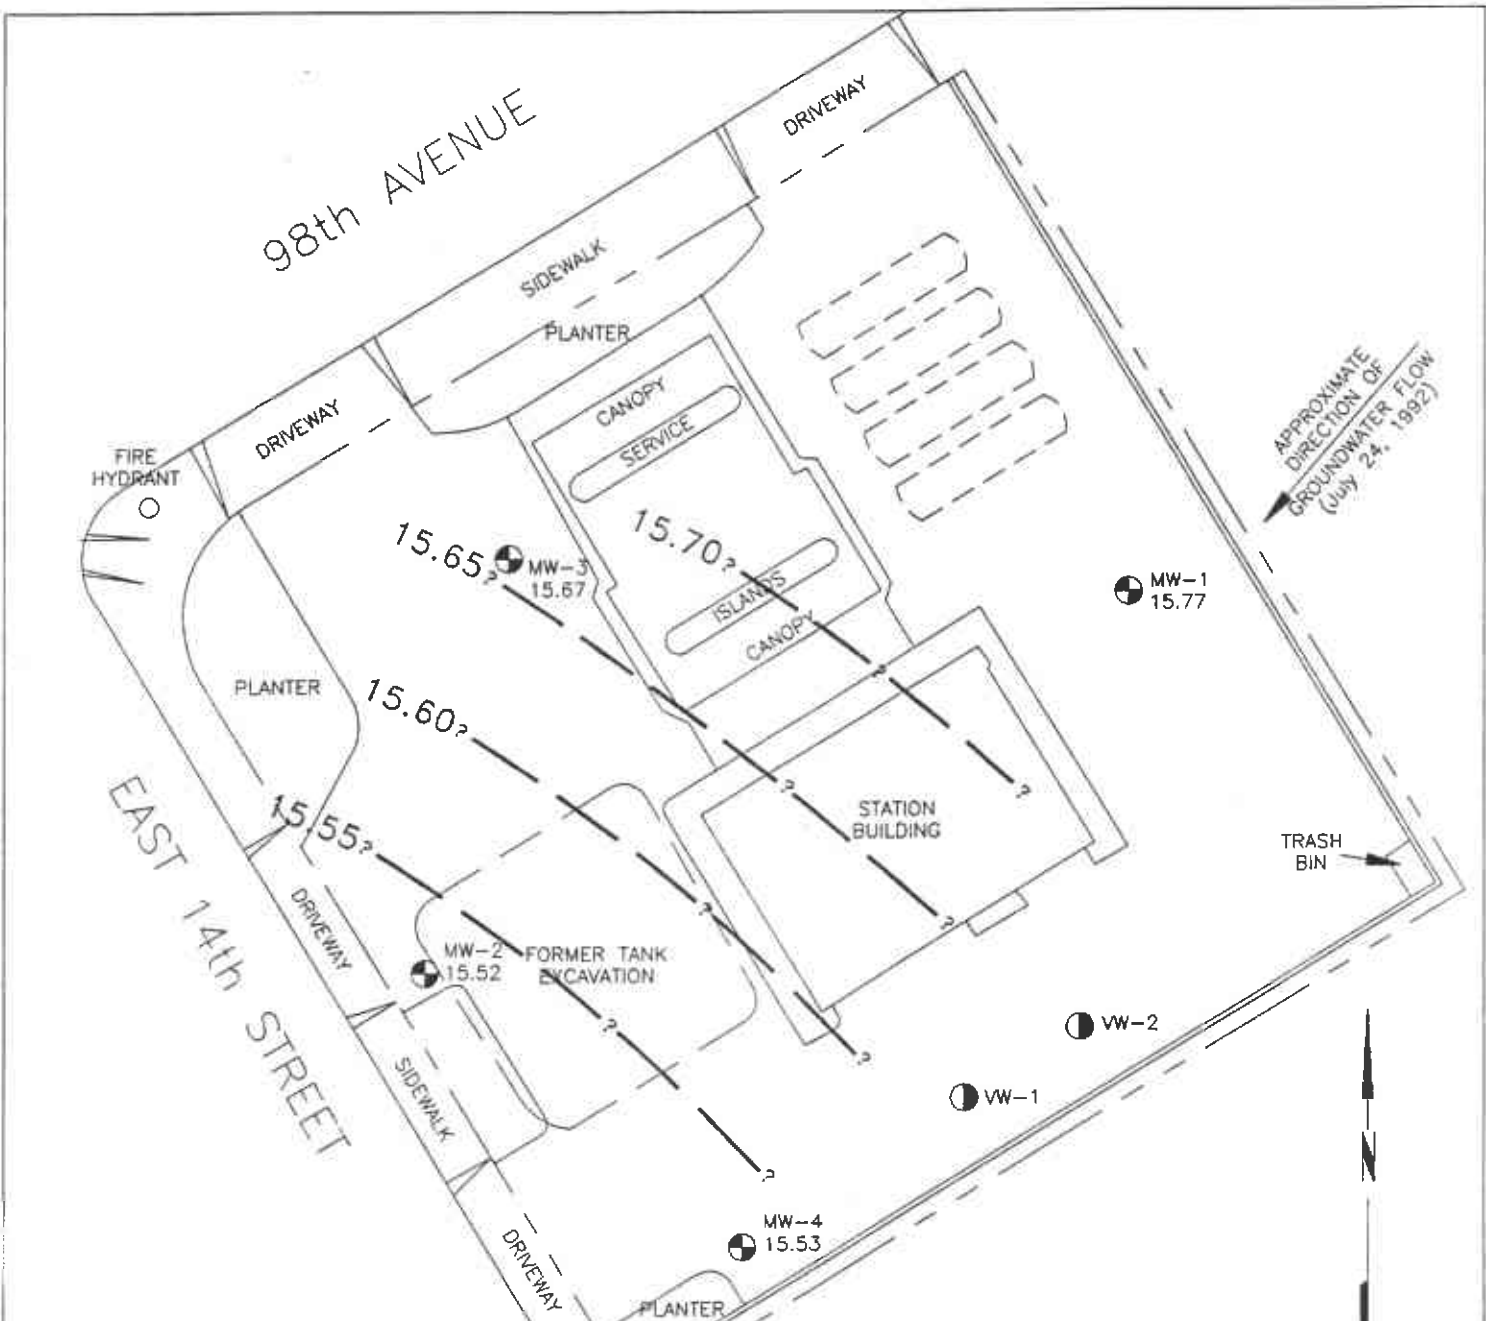 98th AVENUE
DRIVEWAY
SIDEWALK
PLANTER
CANOPY
SERVICE
DRIVEWAY
FIRE
HYDRANT
APPROXIMATE
DIRECTION OF
GROUNDWATER FLOW
(July 24, 1992)
15.65?
MW-3
15.67
15.70?
ISLANDS
CANOPY
MW-1
15.77
PLANTER
15.60?
?
?
?
STATION
BUILDING
15.55?
TRASH
BIN
EAST 14th STREET
DRIVEWAY
?
?
MW-2
15.52
FORMER TANK
EXCAVATION
?
?
VW-2
VW-1
SIDEWALK
N
?
MW-4
15.53
DRIVEWAY
PLANTER